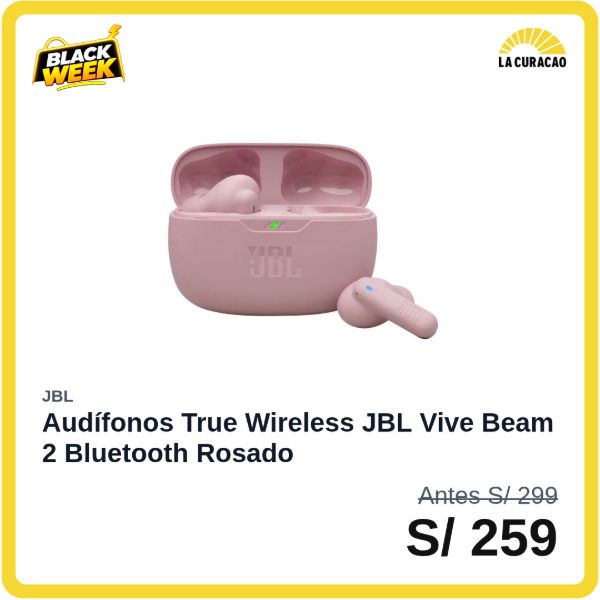 BLACK
WEEK
LA CURACAO
JBL
JBL
Audífonos True Wireless JBL Vive Beam
2 Bluetooth Rosado
Antes S/ 299
S/ 259